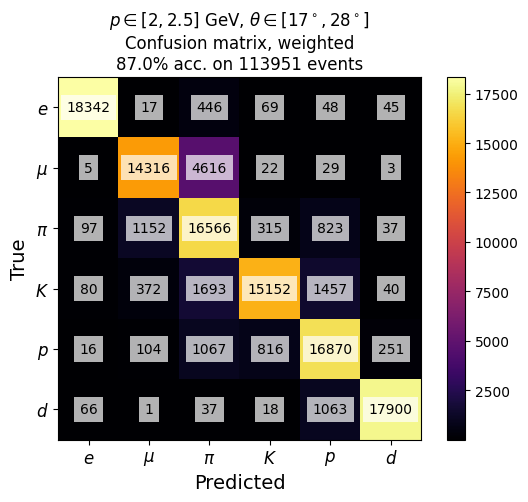 p ∈ [2, 2.5] GeV, θ ∈ [17°, 28°]
Confusion matrix, weighted
87.0% acc. on 113951 events
e 18342 17 446 69 48 45
μ 5 14316 4616 22 29 3
π 97 1152 16566 315 823 37
K 80 372 1693 15152 1457 40
p 16 104 1067 816 16870 251
d 66 1 37 18 1063 17900
e μ π K p d
Predicted
True
17500
15000
12500
10000
7500
5000
2500